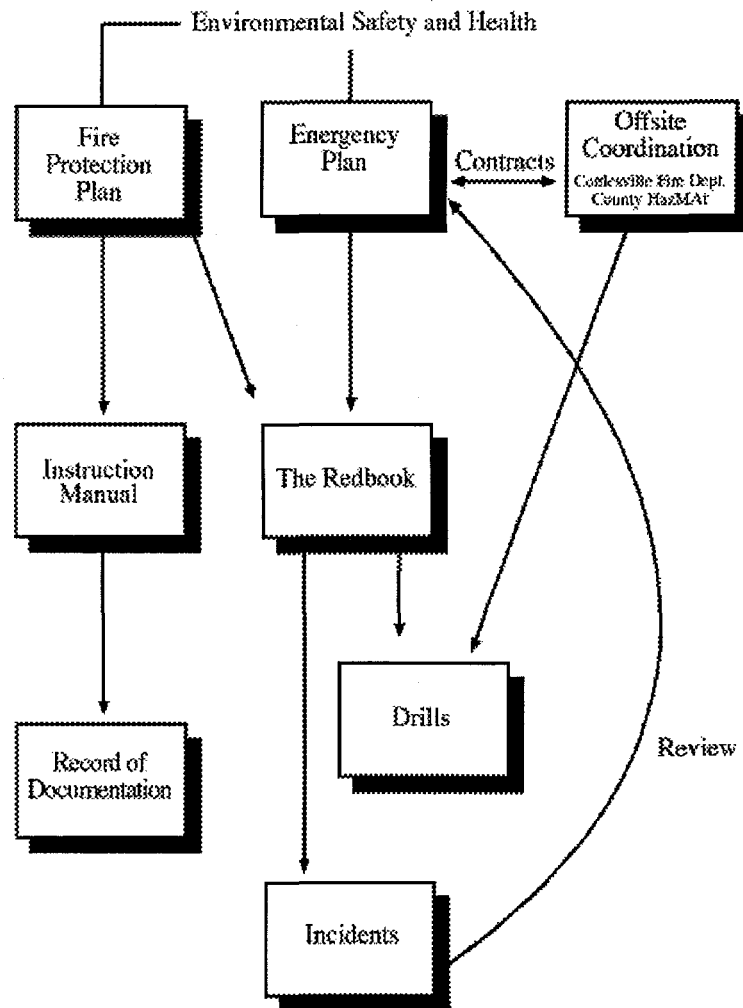 Environmental Safety and Health
Fire
Protection
Plan
Energency
Plan
Contracts
Offsite
Coordination
Fire Dept.
County HazMAt
Instruction
Manual
The Redbook
Drills
Review
Record of
Documentation
Incidents